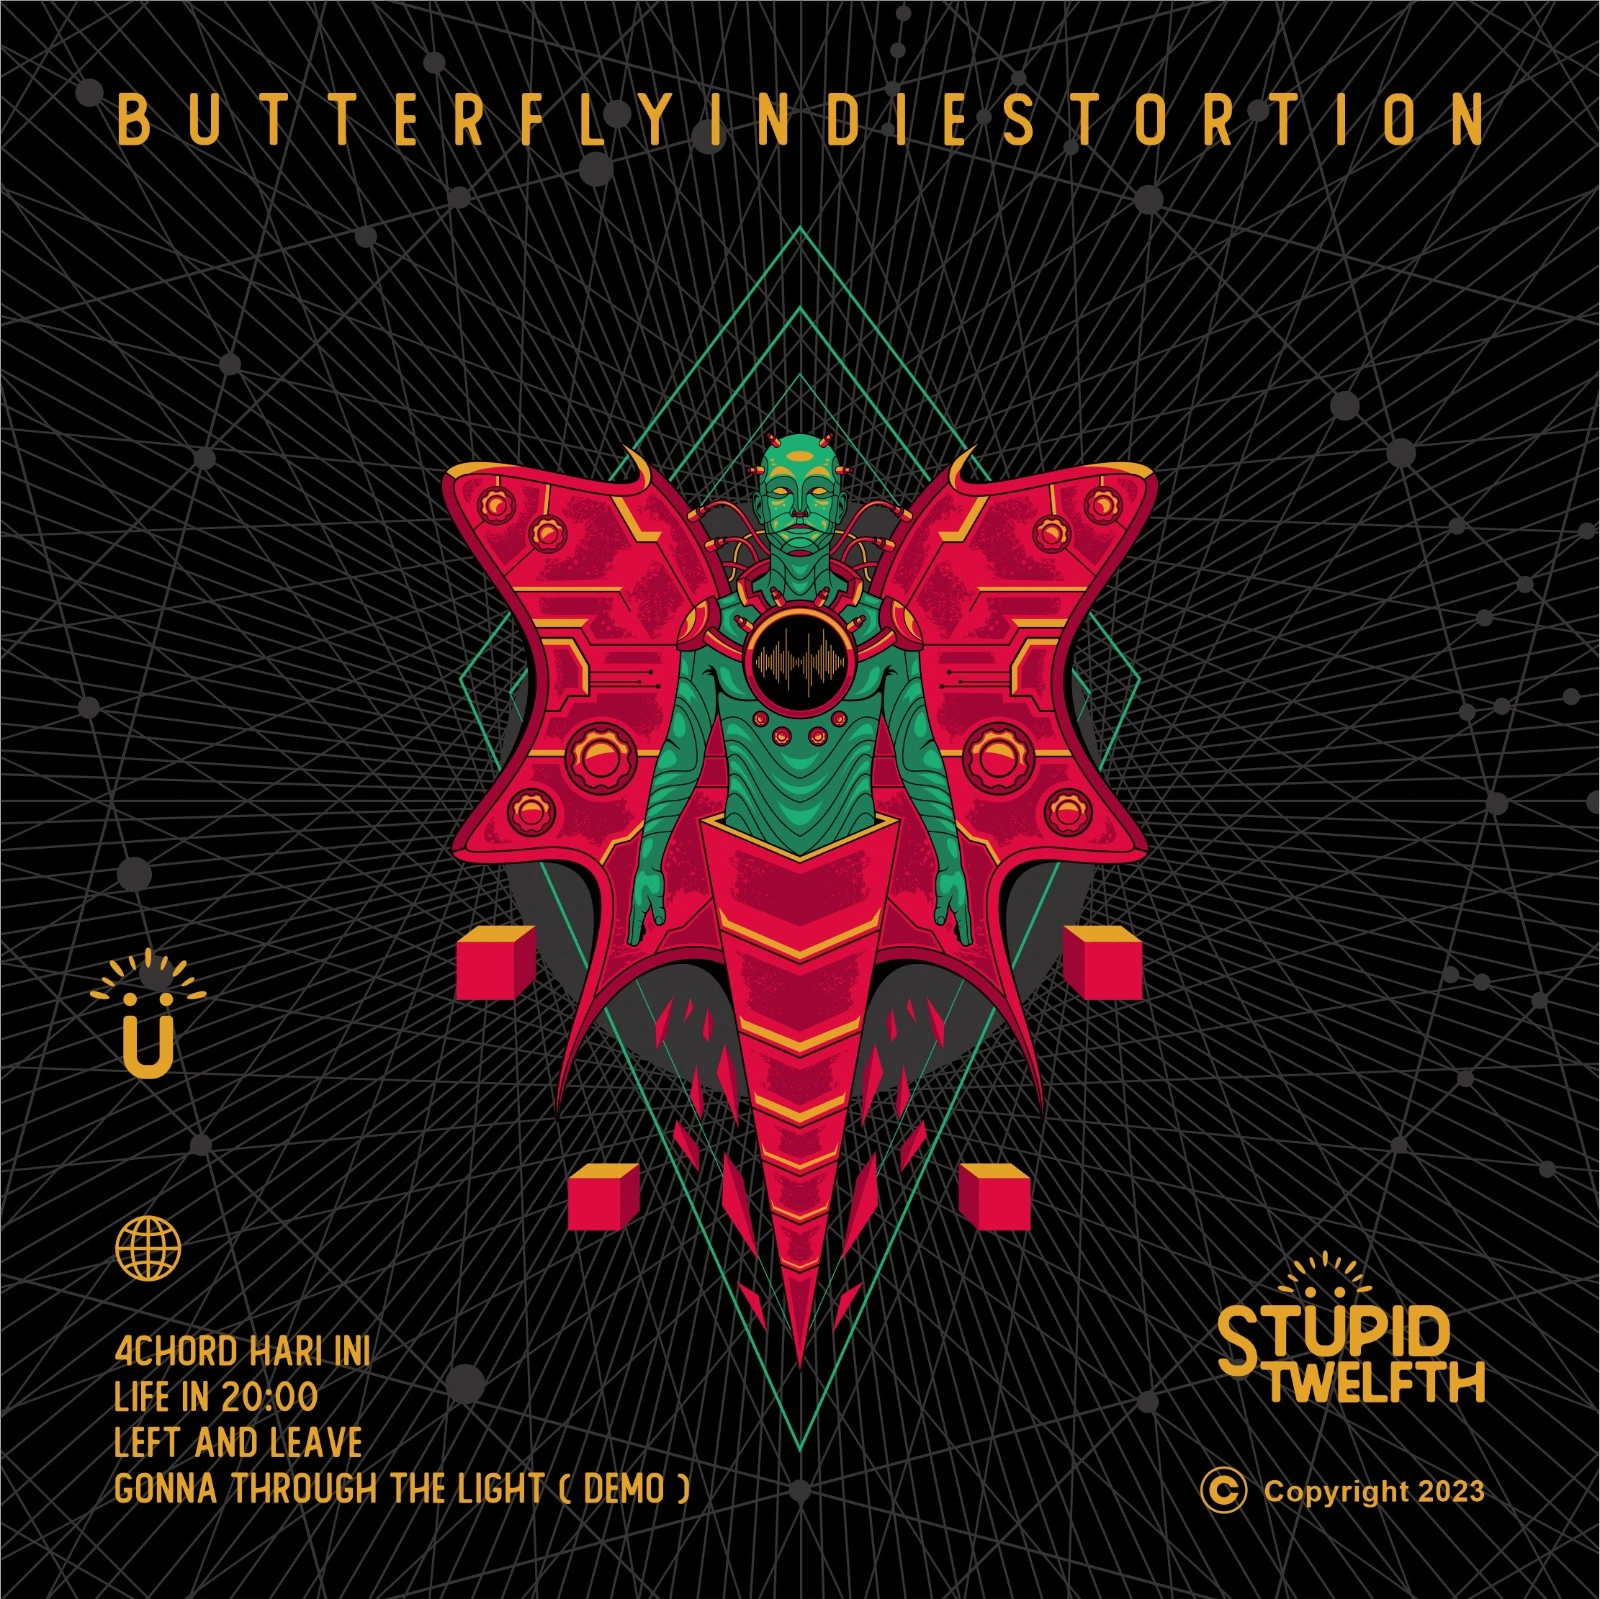 BUTTERFLYINDIESTORTION
Ü
4CHORD HARI INI
LIFE IN 20:00
LEFT AND LEAVE
GONNA THROUGH THE LIGHT ( DEMO )
STÜPID
TWELFTH
© Copyright 2023